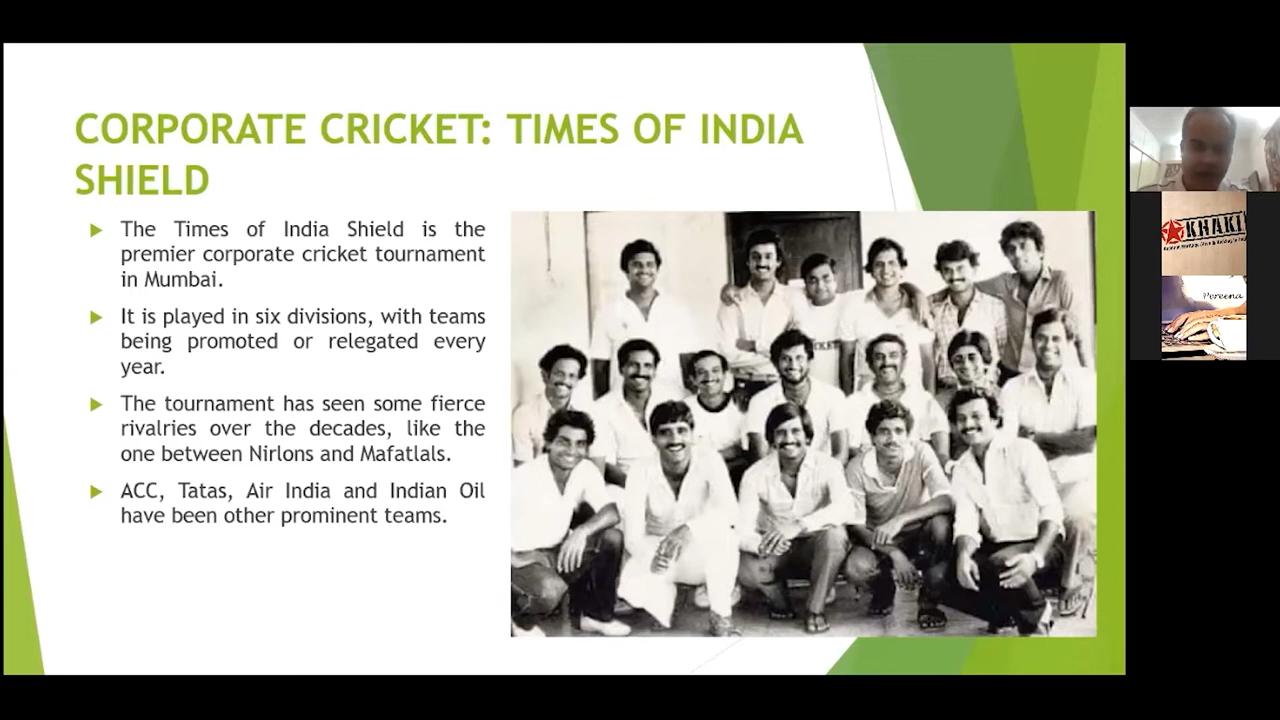 CORPORATE CRICKET: TIMES OF INDIA
SHIELD
The Times of India Shield is the
premier corporate cricket tournament
in Mumbai.
It is played in six divisions, with teams
being promoted or relegated every
year.
The tournament has seen some fierce
rivalries over the decades, like the
one between Nirlons and Mafatlals.
ACC, Tatas, Air India and Indian Oil
have been other prominent teams.
KHAKI